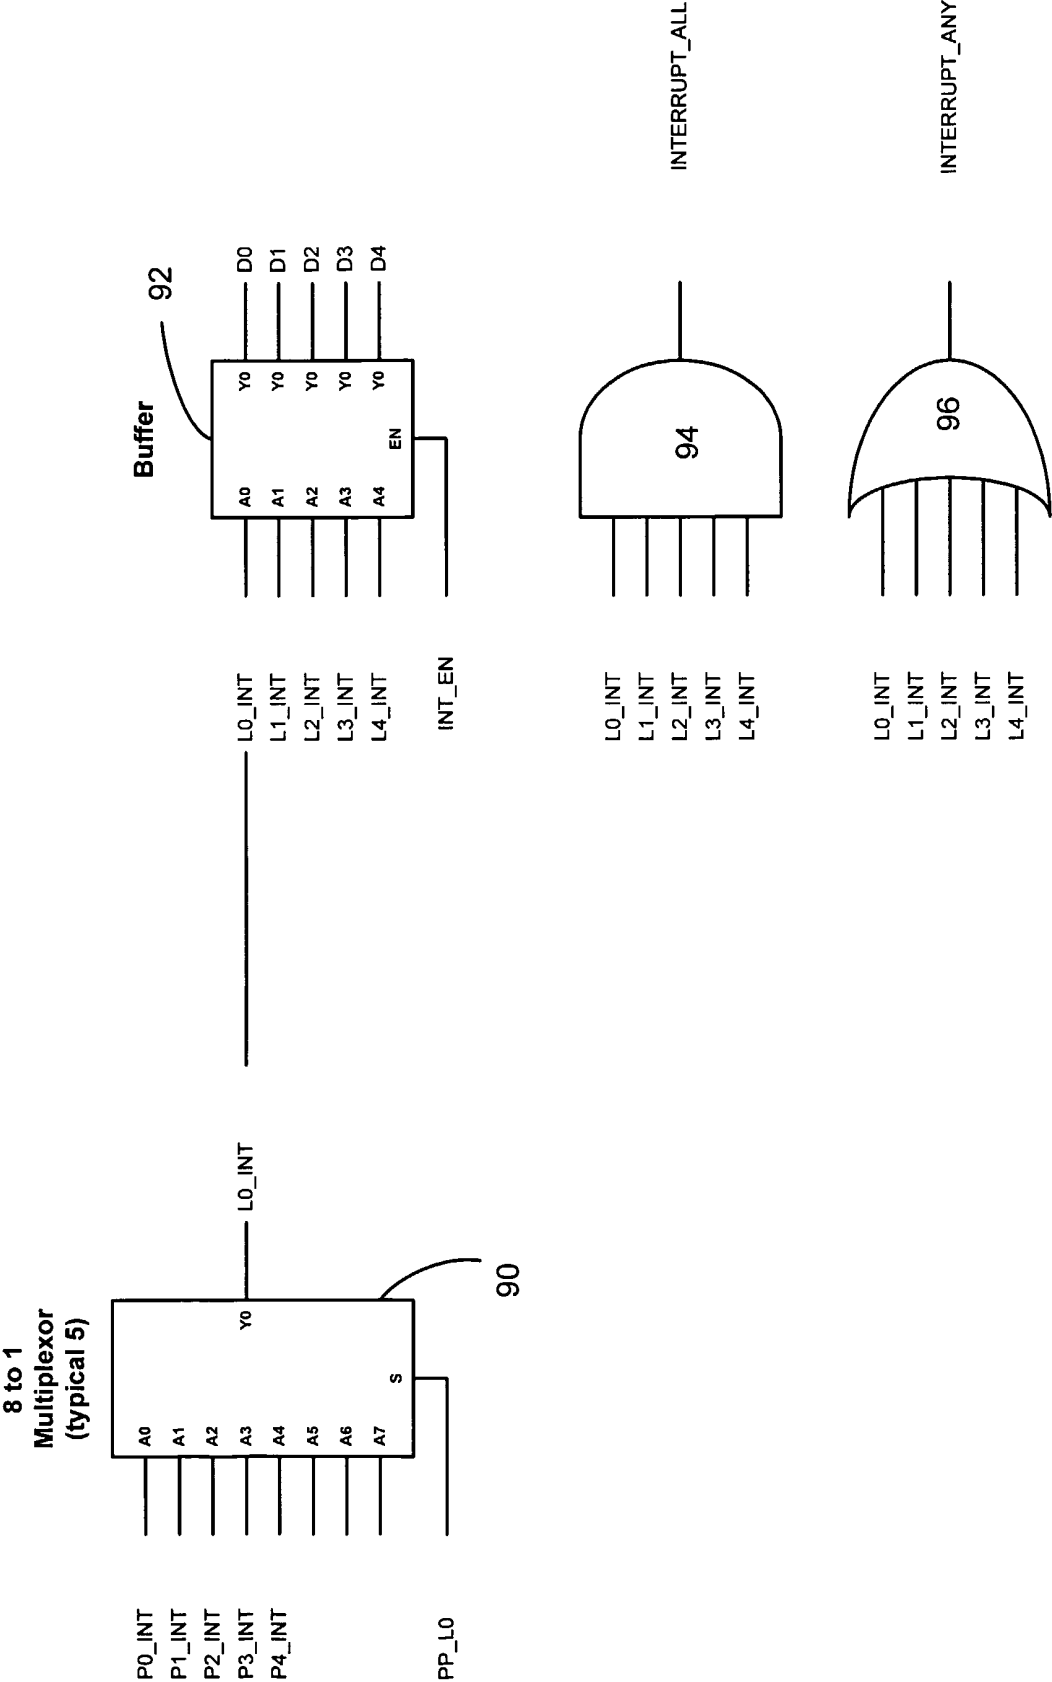 8 to 1
Multiplexor
(typical 5)
P0_INT
P1_INT
P2_INT
P3_INT
P4_INT
PP_L0
A0
A1
A2
A3
A4
A5
A6
A7
S
Y0
90
L0_INT
Buffer
92
L0_INT
L1_INT
L2_INT
L3_INT
L4_INT
INT_EN
A0
A1
A2
A3
A4
EN
Y0
Y0
Y0
Y0
Y0
D0
D1
D2
D3
D4
L0_INT
L1_INT
L2_INT
L3_INT
L4_INT
94
INTERRUPT_ALL
L0_INT
L1_INT
L2_INT
L3_INT
L4_INT
96
INTERRUPT_ANY